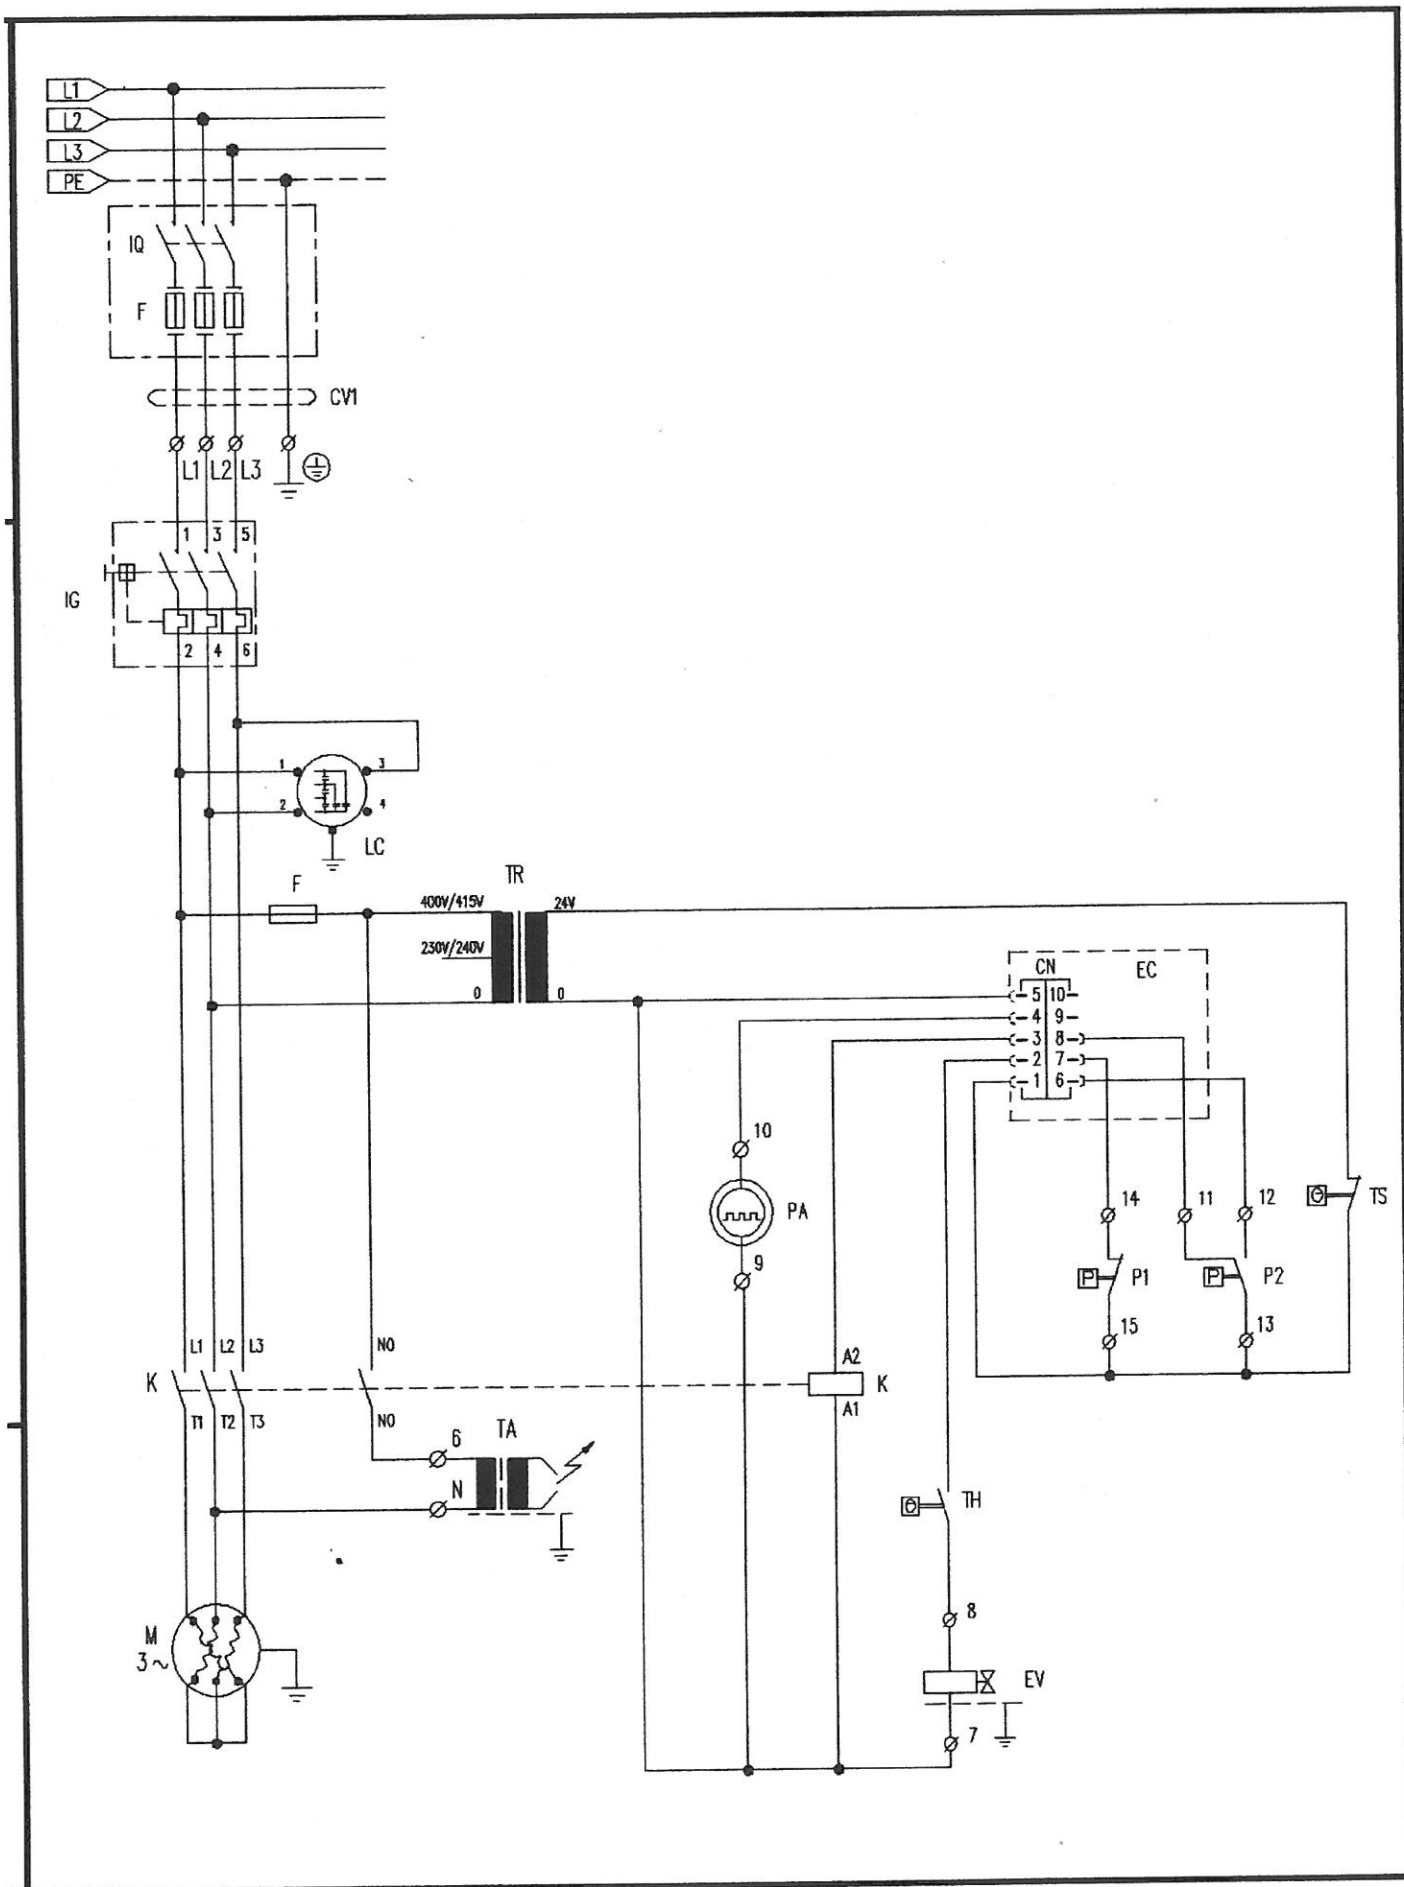 L1
L2
L3
PE
IQ
F
CV1
L1 L2 L3
1 3 5
IG
2 4 6
1 3
2 4
LC
F
TR
400V/415V 24V
230V/240V
0 0
CN EC
5 10
4 9
3 8
2 7
1 6
10
PA
9
14 11 12
TS
P P1 P P2
15 13
L1 L2 L3 NO
K
T1 T2 T3 NO
A2
K
A1
6 TA
N
TH
8
M
3~
EV
7